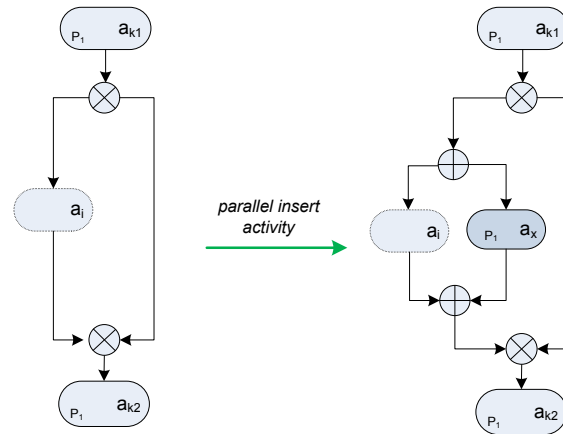 P1 ak1
ai
P1 ak2
parallel insert
activity
P1 ak1
ai
P1 ax
P1 ak2